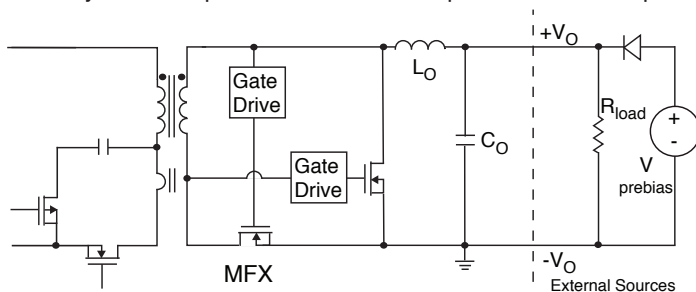 +V_O
Gate
Drive
L_O
R_load
+
Gate
Drive
C_O
-
V
prebias
MFX
-V_O
External Sources